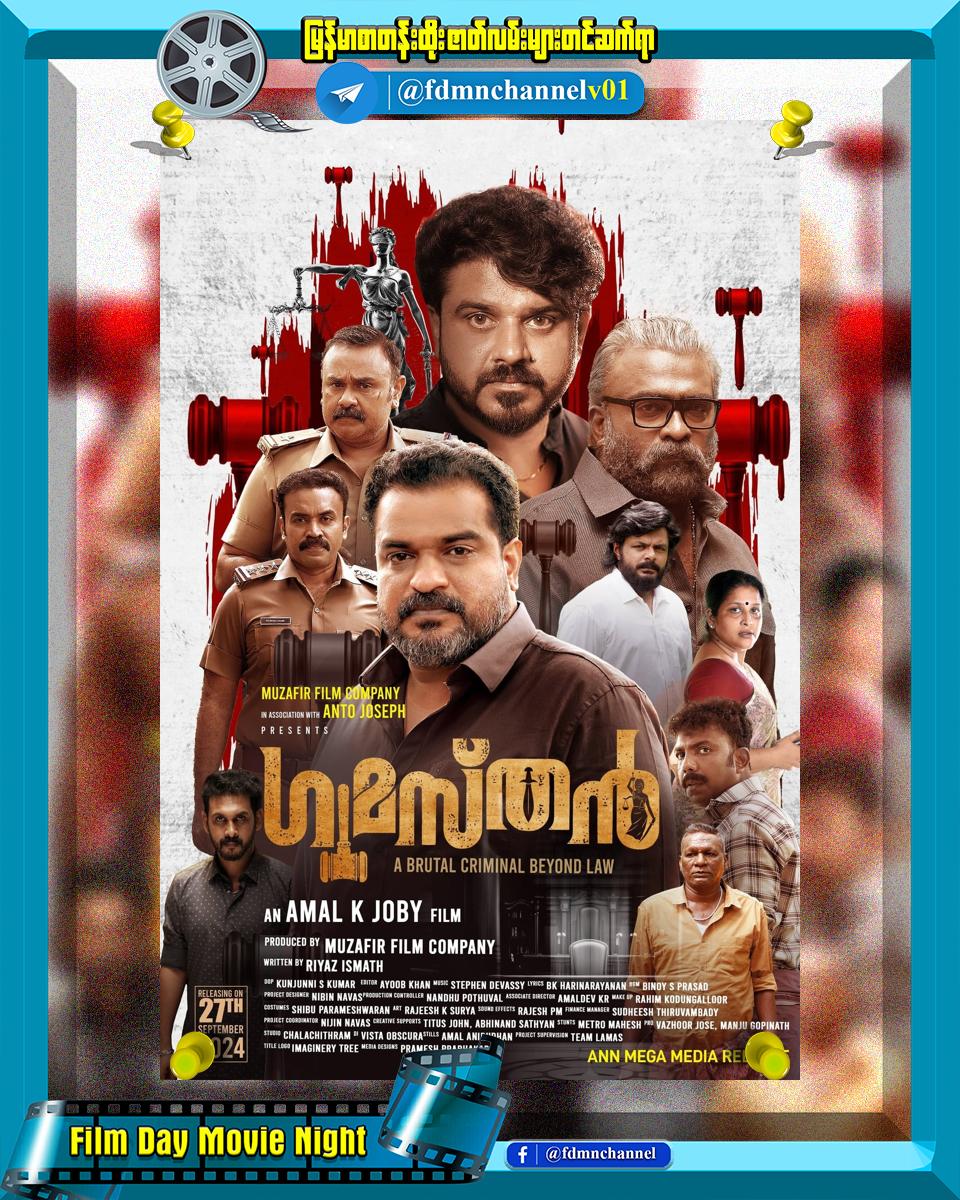 မြန်မာစာတန်းထိုးဇာတ်လမ်းများတင်ဆက်ရာ
@fdmnchannelv01
MUZAFIR FILM COMPANY
IN ASSOCIATION WITH ANTO JOSEPH
PRESENTS
ഗുമസ്തൻ
A BRUTAL CRIMINAL BEYOND LAW
AN AMAL K JOBY FILM
PRODUCED BY MUZAFIR FILM COMPANY
WRITTEN BY RIYAZ ISMATH
DOP KUNJUNNI S KUMAR EDITOR AYOOB KHAN MUSIC STEPHEN DEVASSY LYRICS BK HARINARAYANAN BGM BINOY S PRASAD
PROJECT DESIGNER NIBIN NAVAS PRODUCTION CONTROLLER NANDHU POTHUVAL ASSOCIATE DIRECTOR AMALDEV KR MAKE UP RAHIM KODUNGALLOOR
COSTUMES SHIBU PARAMESHWARAN ART RAJEESH K SURYA SOUND EFFECTS RAJESH PM FINANCE MANAGER SUDHEESH THIRUVAMBADY
PROJECT COORDINATOR NIJIN NAVAS CREATIVE SUPPORTS TITUS JOHN, ABHINAND SATHYAN STUNTS METRO MAHESH PRO VAZHOOR JOSE, MANJU GOPINATH
STUDIO CHALACHITHRAM DI VISTA OBSCURA STILLS AMAL PROJECT SUPERVISION TEAM LAMAS
TITLE LOGO IMAGINERY TREE MEDIA DESIGNS PRAMESH
RELEASING ON
27TH
SEPTEMBER
2024
ANN MEGA MEDIA
Film Day Movie Night
@fdmnchannel